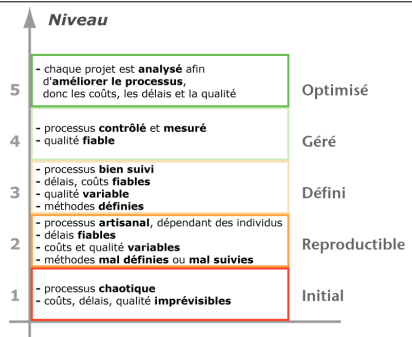 Niveau
5
- chaque projet est analysé afin
d'améliorer le processus,
donc les coûts, les délais et la qualité
Optimisé
4
- processus contrôlé et mesuré
- qualité fiable
Géré
3
- processus bien suivi
- délais, coûts fiables
- qualité variable
- méthodes définies
Défini
2
- processus artisanal, dépendant des individus
- délais fiables
- coûts et qualité variables
- méthodes mal définies ou mal suivies
Reproductible
1
- processus chaotique
- coûts, délais, qualité imprévisibles
Initial